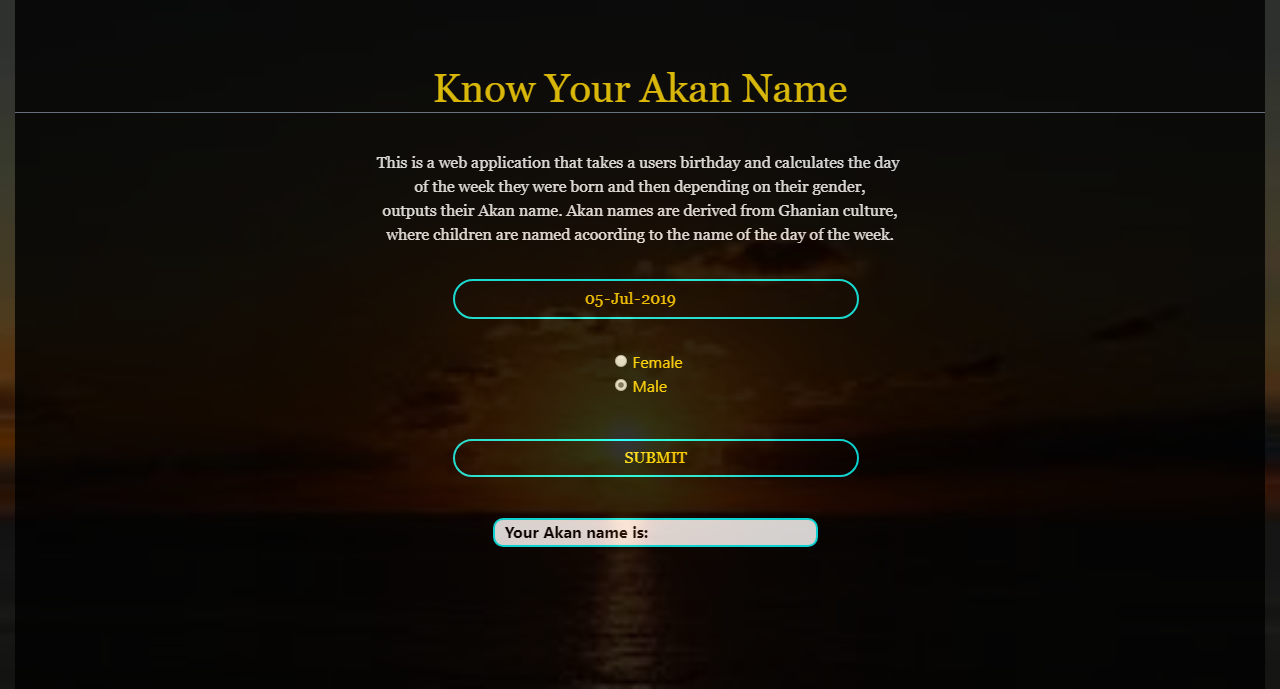 Know Your Akan Name
This is a web application that takes a users birthday and calculates the day
of the week they were born and then depending on their gender,
outputs their Akan name. Akan names are derived from Ghanian culture,
where children are named acoording to the name of the day of the week.
05-Jul-2019
Female
Male
SUBMIT
Your Akan name is: